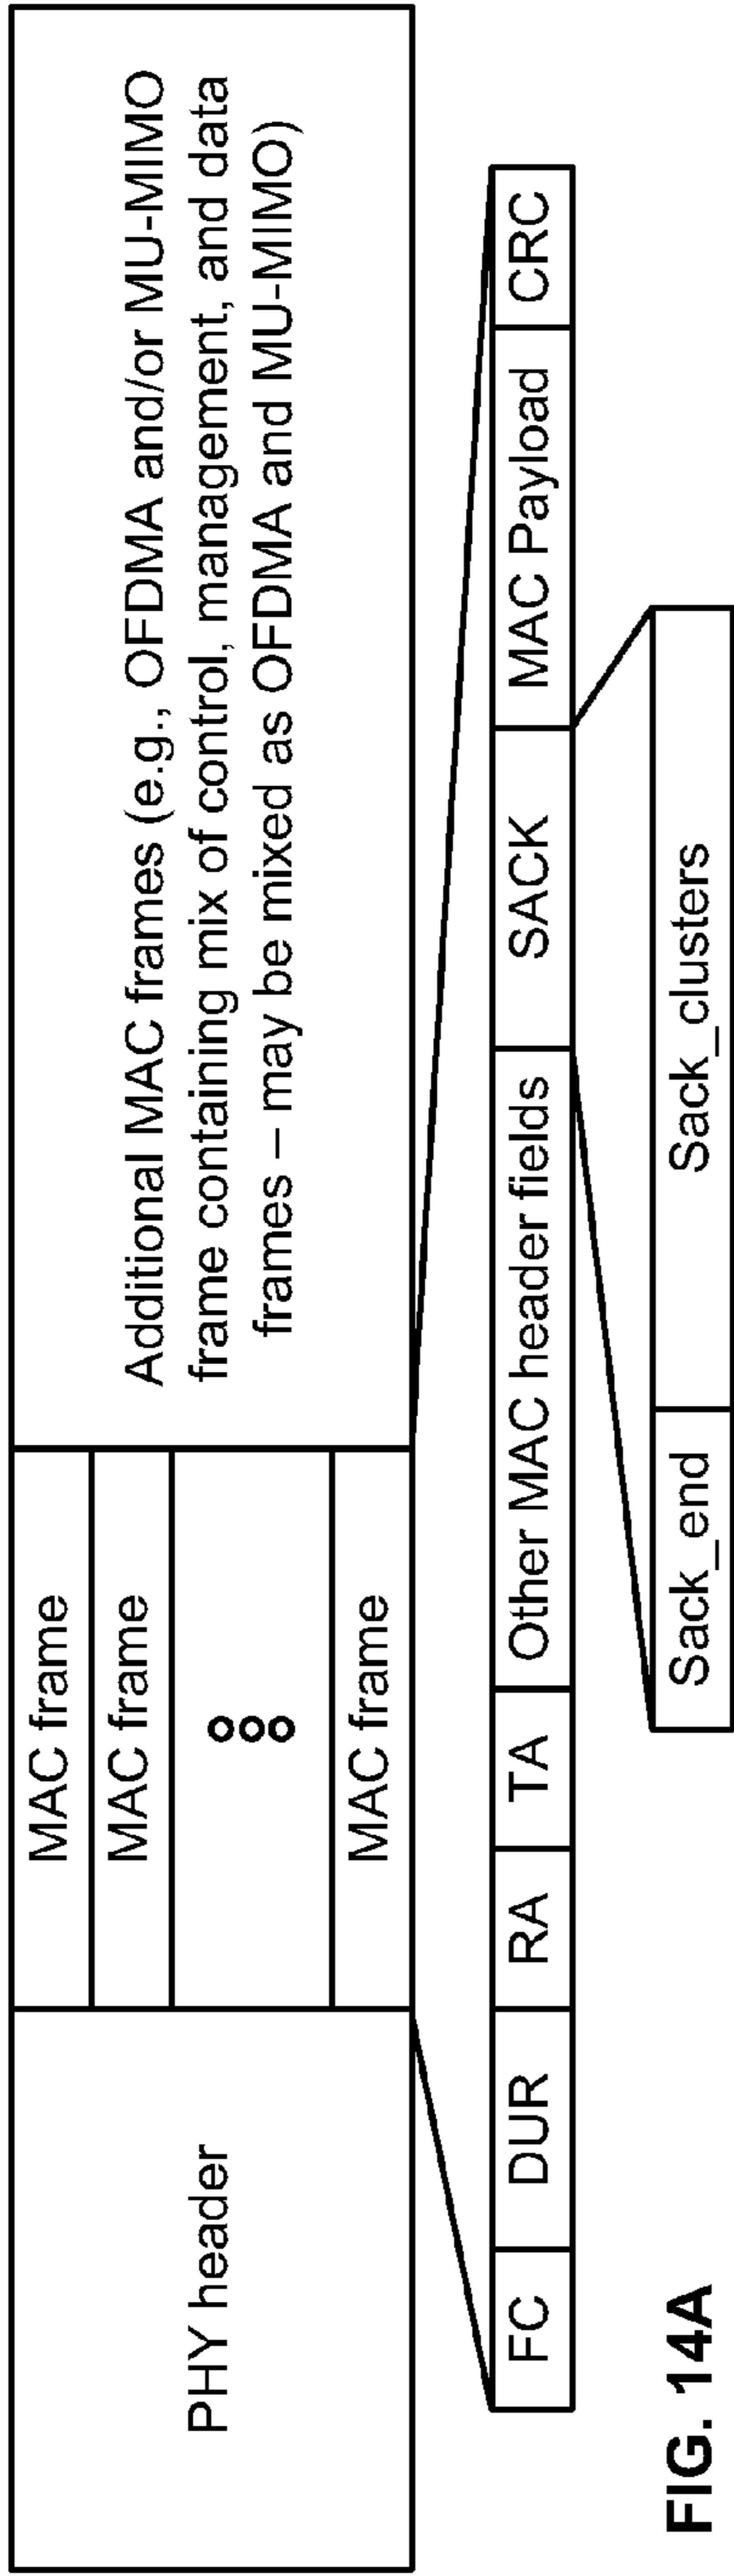 PHY header
MAC frame
MAC frame
MAC frame
Additional MAC frames (e.g., OFDMA and/or MU-MIMO
frame containing mix of control, management, and data
frames – may be mixed as OFDMA and MU-MIMO)
FC
DUR
RA
TA
Other MAC header fields
SACK
MAC Payload
CRC
Sack_end
Sack_clusters
FIG. 14A